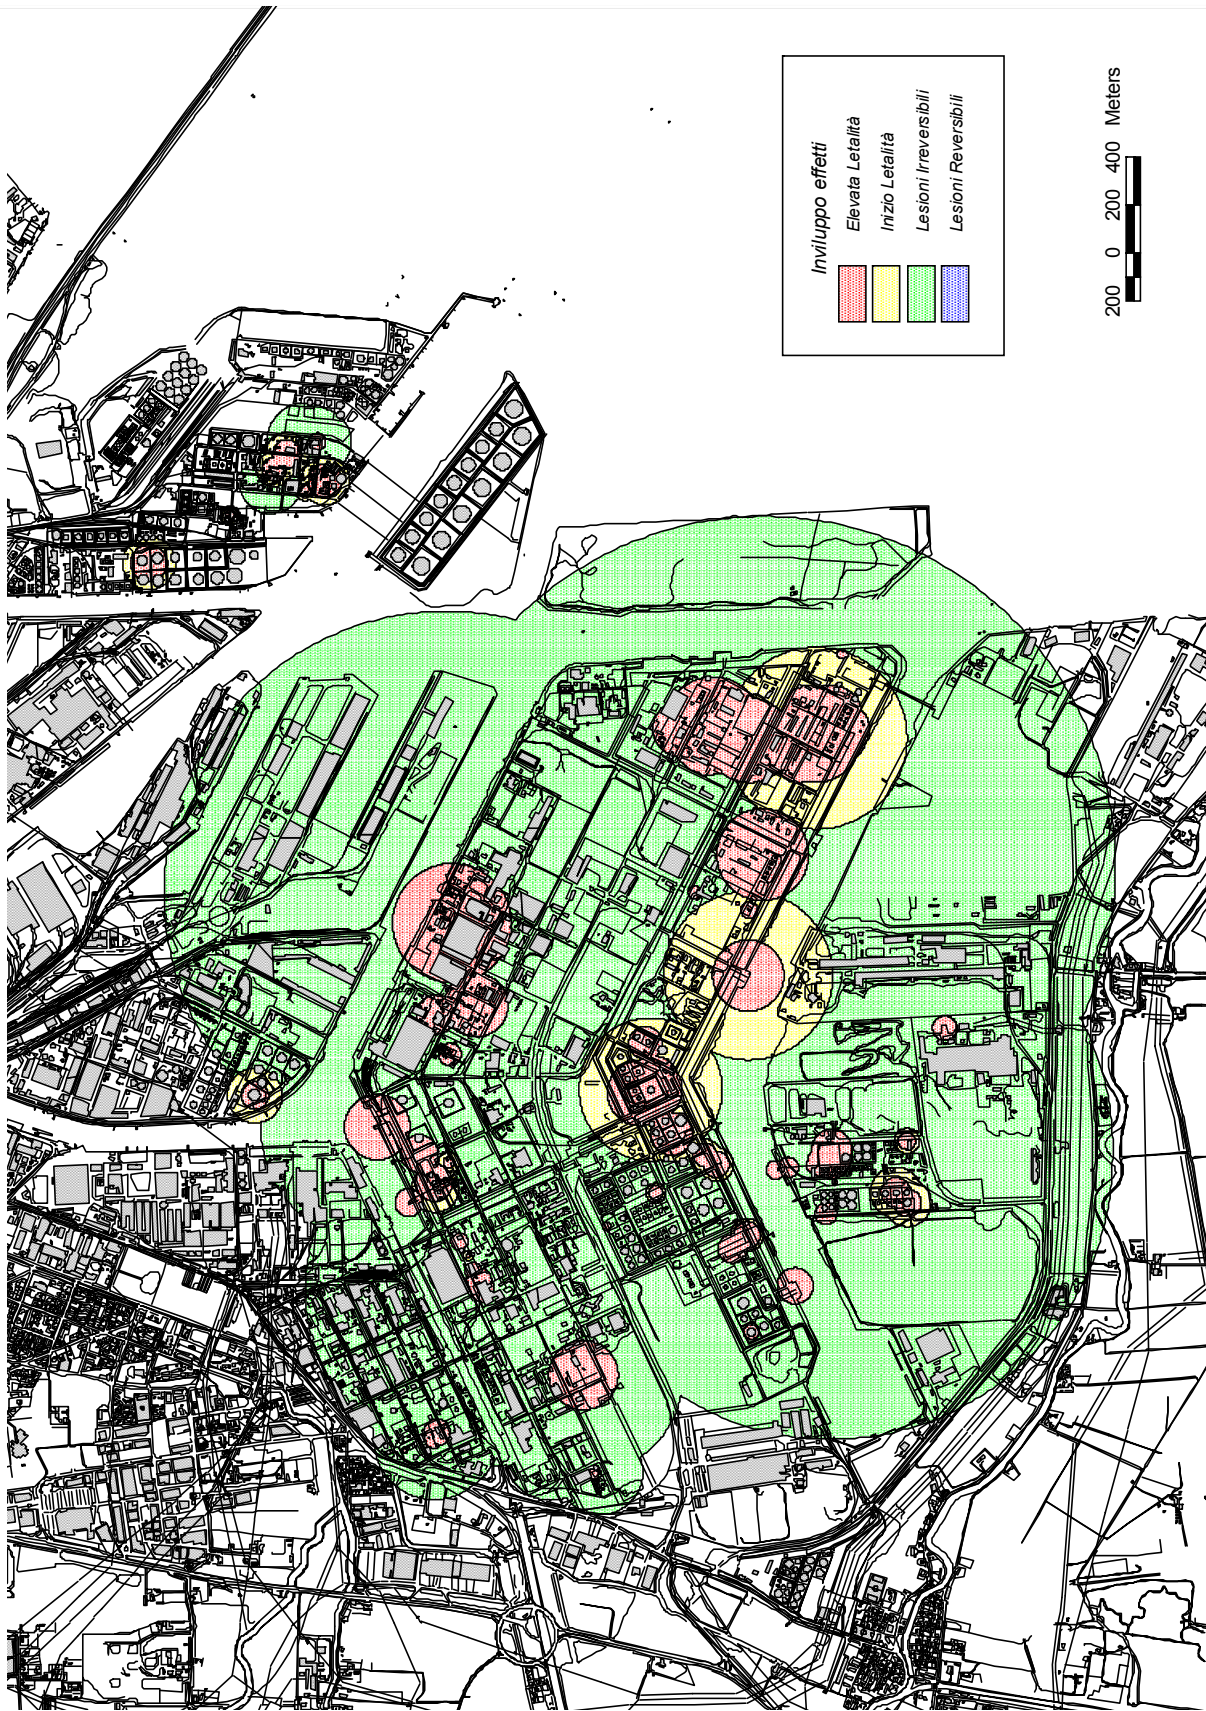 Inviluppo effetti
Elevata Letalità
Inizio Letalità
Lesioni Irreversibili
Lesioni Reversibili
200 0 200 400 Meters